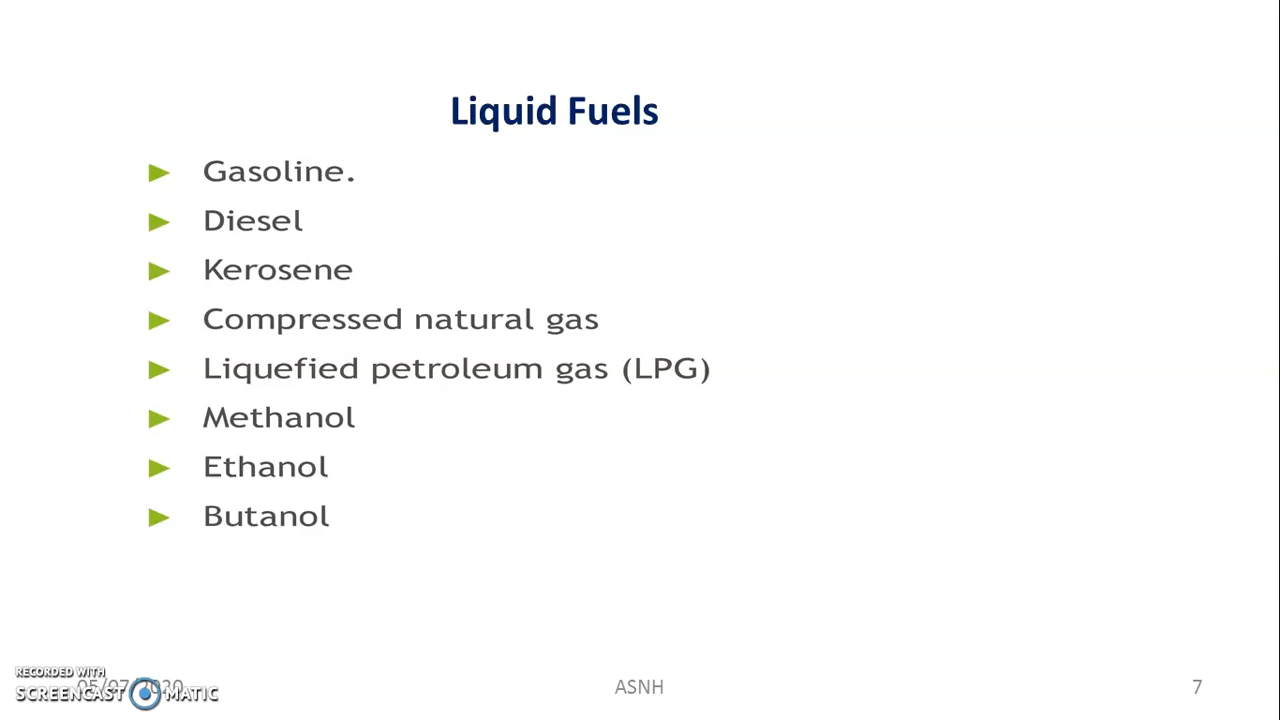 Liquid Fuels
Gasoline.
Diesel
Kerosene
Compressed natural gas
Liquefied petroleum gas (LPG)
Methanol
Ethanol
Butanol
RECORDED WITH
SCREENCAST MATIC
ASNH
7